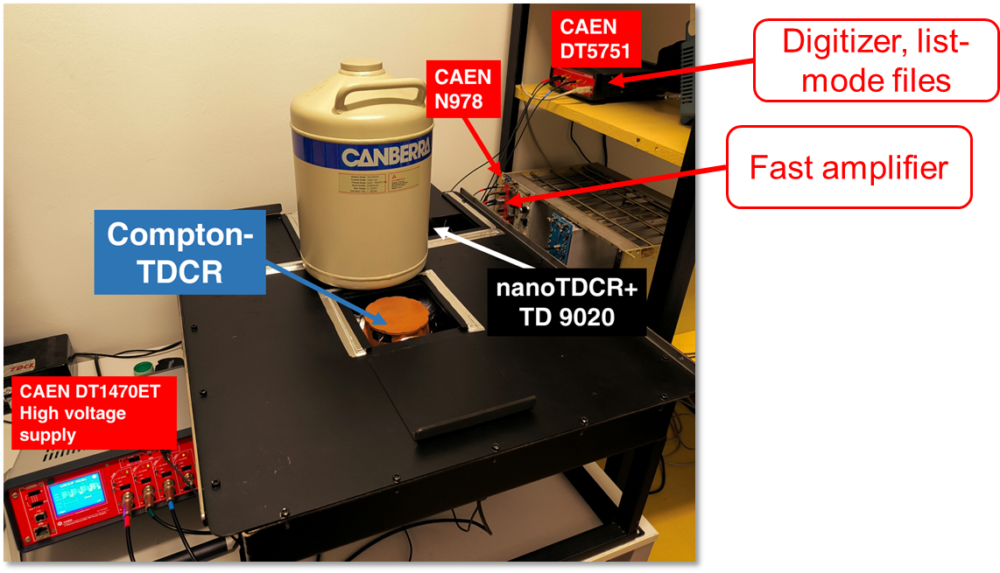 CAEN
DT5751
Digitizer, list-
mode files
CAEN
N978
Fast amplifier
CANBERRA
Compton-
TDCR
nanoTDCR+
TD 9020
TDCR
CAEN DT1470ET
High voltage
supply